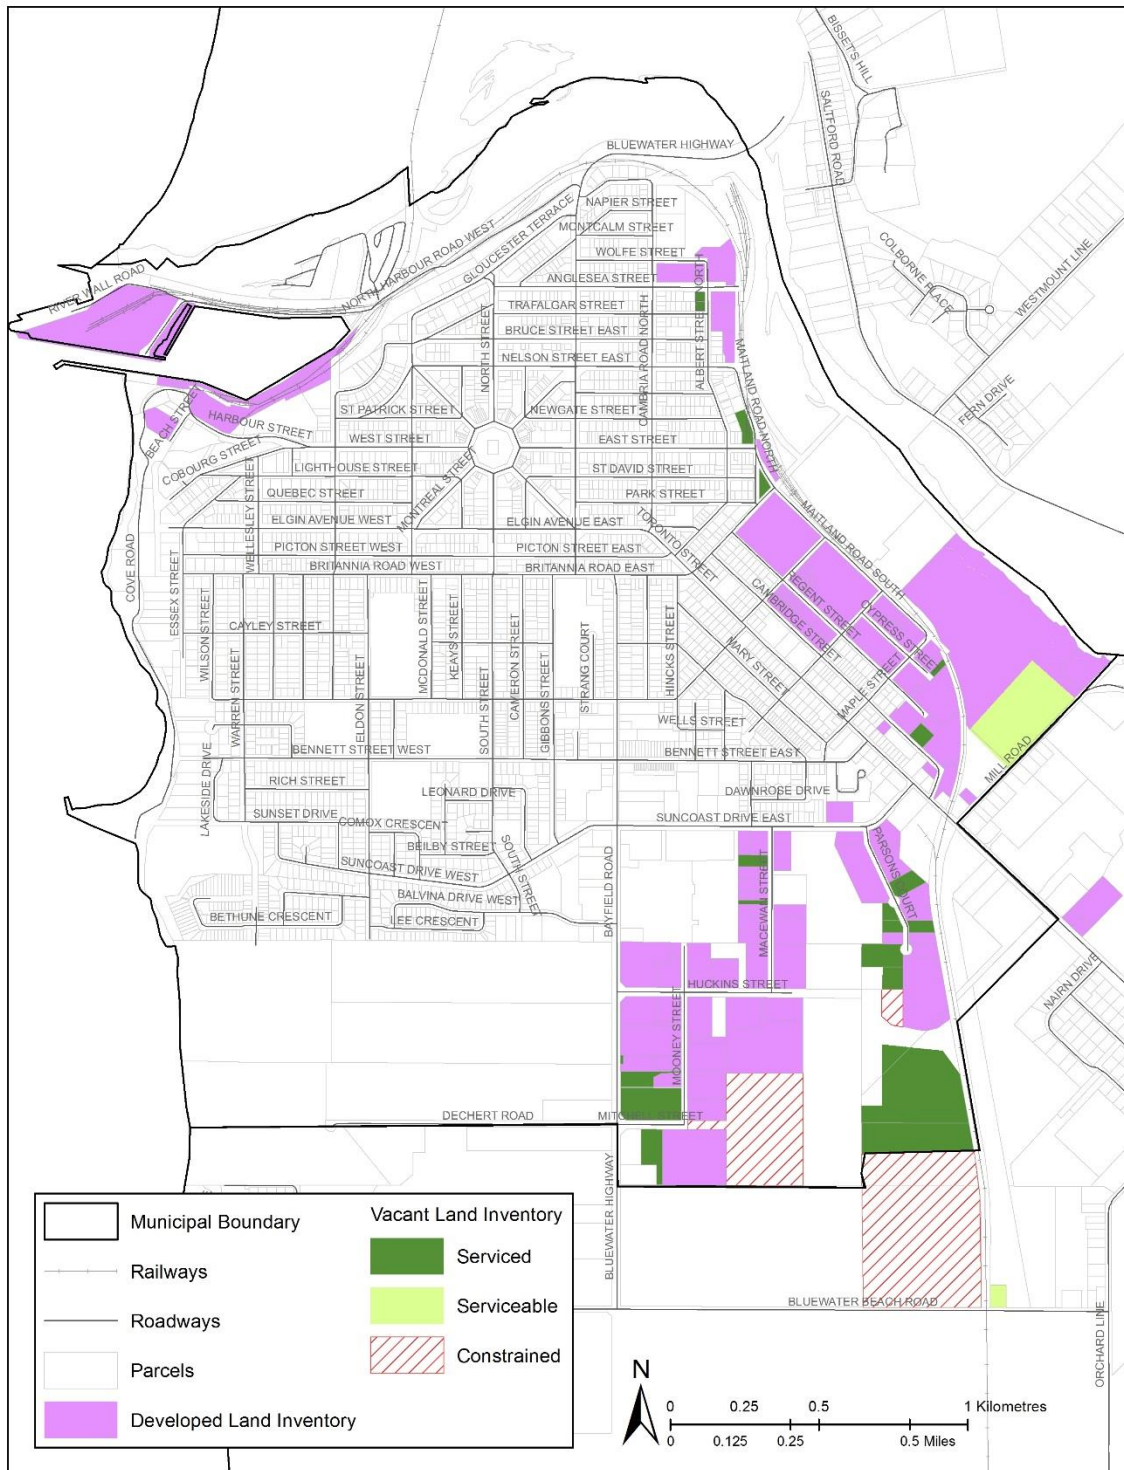 BISSET'S HILL
SALTFORD ROAD
BLUEWATER HIGHWAY
NAPIER STREET
MONTCALM STREET
WOLFE STREET
ANGLESEA STREET
TRAFALGAR STREET
BRUCE STREET EAST
NELSON STREET EAST
GLOUCESTER TERRACE
NORTH HARBOUR ROAD WEST
RIVER WALL ROAD
COLBORNE PLACE
WESTMOUNT LINE
FERN DRIVE
NORTH STREET
CAMBRIA ROAD NORTH
ALBERT STREET NORTH
MAITLAND ROAD NORTH
ST PATRICK STREET
NEWGATE STREET
BEACH STREET
HARBOUR STREET
WEST STREET
EAST STREET
COBOURG STREET
LIGHTHOUSE STREET
ST DAVID STREET
MONTREAL STREET
QUEBEC STREET
PARK STREET
WELLESLEY STREET
ELGIN AVENUE WEST
ELGIN AVENUE EAST
TORONTO STREET
MAITLAND ROAD SOUTH
PICTON STREET WEST
PICTON STREET EAST
BRITANNIA ROAD WEST
BRITANNIA ROAD EAST
COVE ROAD
ESSEX STREET
WILSON STREET
CAYLEY STREET
WARREN STREET
ELDON STREET
MCDONALD STREET
KEAYS STREET
SOUTH STREET
CAMERON STREET
GIBBONS STREET
STRANG COURT
HINCKS STREET
MARY STREET
CAMBRIDGE STREET
REGENT STREET
CYPRESS STREET
MAPLE STREET
WELLS STREET
BENNETT STREET WEST
BENNETT STREET EAST
MILL ROAD
LAKESIDE DRIVE
RICH STREET
LEONARD DRIVE
DAWNROSE DRIVE
SUNSET DRIVE
COMOX CRESCENT
SUNCOAST DRIVE EAST
BEILBY STREET
SOUTH STREET
SUNCOAST DRIVE WEST
BALVINA DRIVE WEST
BETHUNE CRESCENT
LEE CRESCENT
BAYFIELD ROAD
MACEWAN STREET
PARSONS COURT
HUCKINS STREET
MOONEY STREET
NAIRN DRIVE
DECHERT ROAD
MITCHELL STREET
BLUEWATER HIGHWAY
BLUEWATER BEACH ROAD
ORCHARD LINE
Municipal Boundary
Railways
Roadways
Parcels
Developed Land Inventory
Vacant Land Inventory
Serviced
Serviceable
Constrained
N
0 0.25 0.5 1 Kilometres
0 0.125 0.25 0.5 Miles